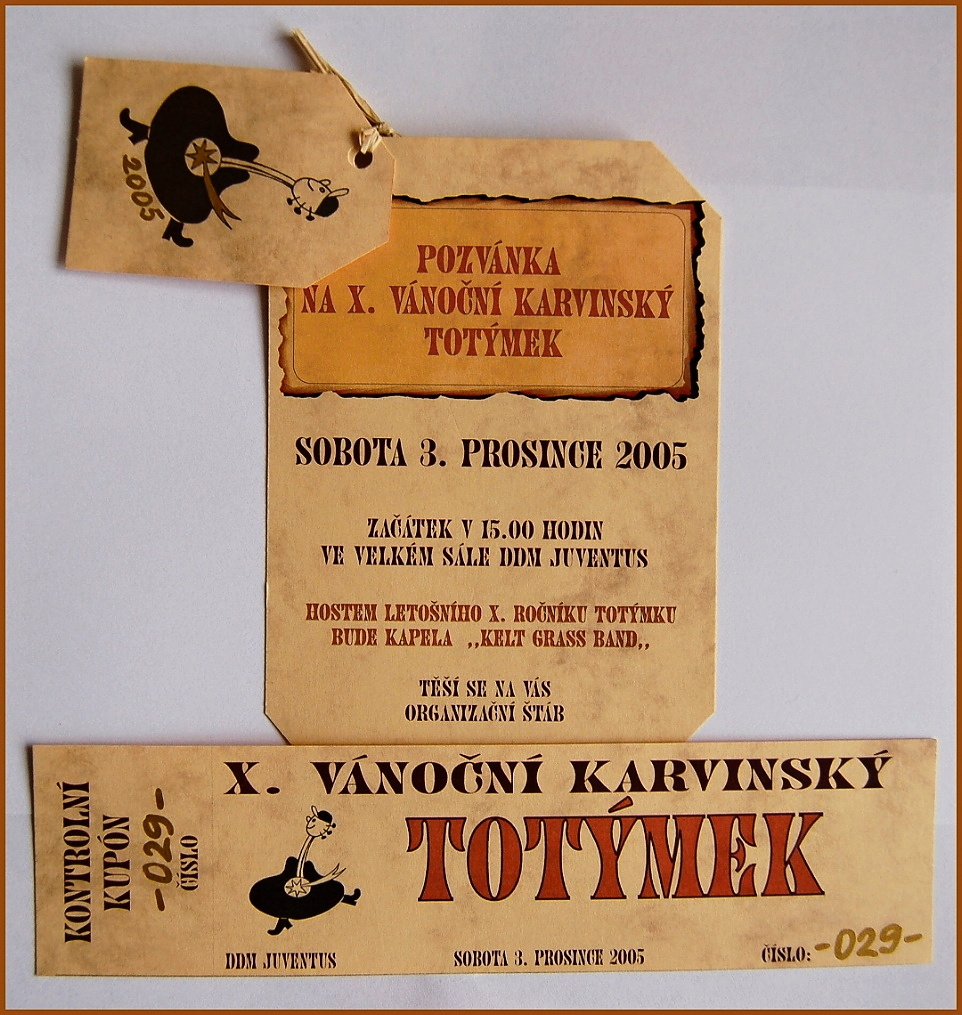 2005
POZVÁNKA
NA X. VÁNOČNÍ KARVINSKÝ
TOTÝMEK
SOBOTA 3. PROSINCE 2005
ZAČÁTEK V 15.00 HODIN
VE VELKÉM SÁLE DDM JUVENTUS
HOSTEM LETOŠNÍHO X. ROČNÍKU TOTÝMKU
BUDE KAPELA ,,KELT GRASS BAND,,
TĚŠÍ SE NA VÁS
ORGANIZAČNÍ ŠTÁB
KONTROLNÍ
KUPÓN
-029-
ČÍSLO
X. VÁNOČNÍ KARVINSKÝ
TOTÝMEK
DDM JUVENTUS
SOBOTA 3. PROSINCE 2005
ČÍSLO: -029-